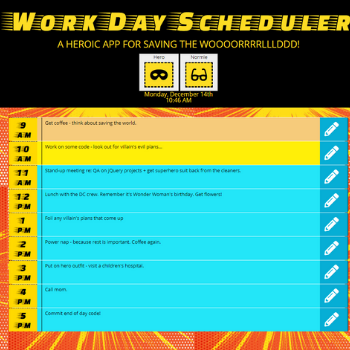 WORK DAY SCHEDULER
A HEROIC APP FOR SAVING THE WOOOORRRRLLLDDD!
Hero Normie
Monday, December 14th
10:46 AM
9 AM Get coffee - think about saving the world.
10 AM Work on some code - look out for villain's evil plans...
11 AM Stand-up meeting re: QA on jQuery projects + get superhero suit back from the cleaners.
12 PM Lunch with the DC crew. Remember it's Wonder Woman's birthday. Get flowers!
1 PM Foil any villain's plans that come up
2 PM Power nap - because rest is important. Coffee again.
3 PM Put on hero outfit - visit a children's hospital.
4 PM Call mom.
5 PM Commit end of day code!